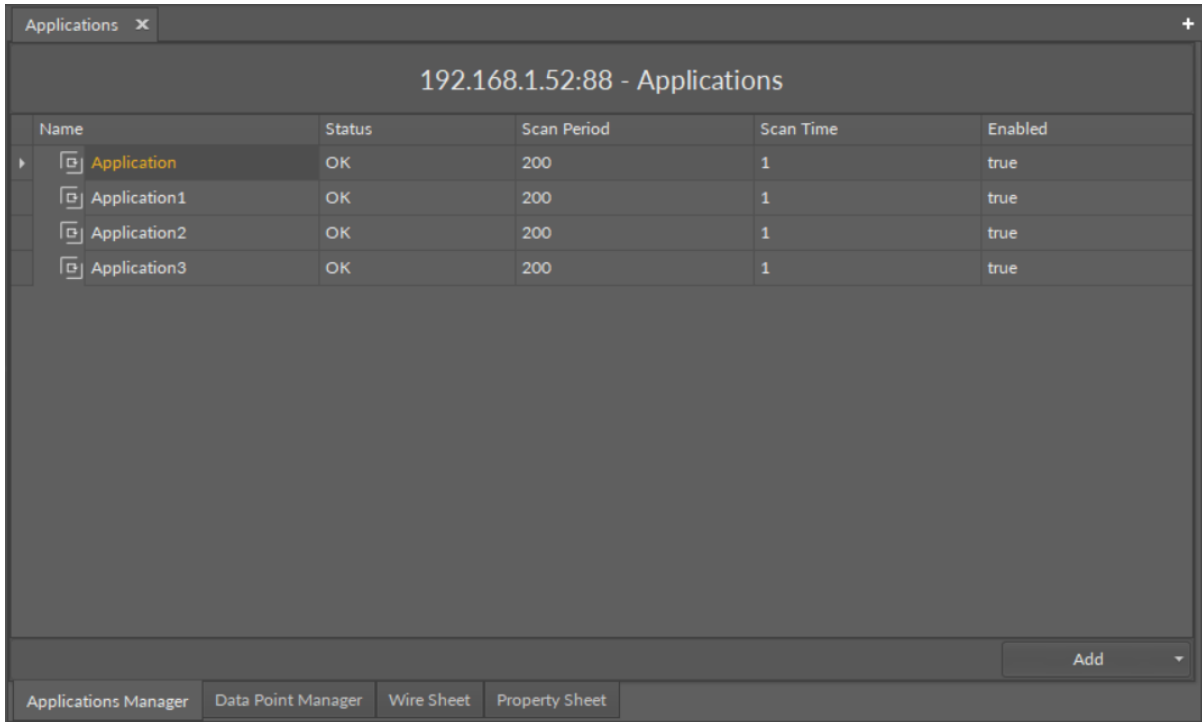 Applications
192.168.1.52:88 - Applications
Name Status Scan Period Scan Time Enabled
Application OK 200 1 true
Application1 OK 200 1 true
Application2 OK 200 1 true
Application3 OK 200 1 true
Add
Applications Manager Data Point Manager Wire Sheet Property Sheet